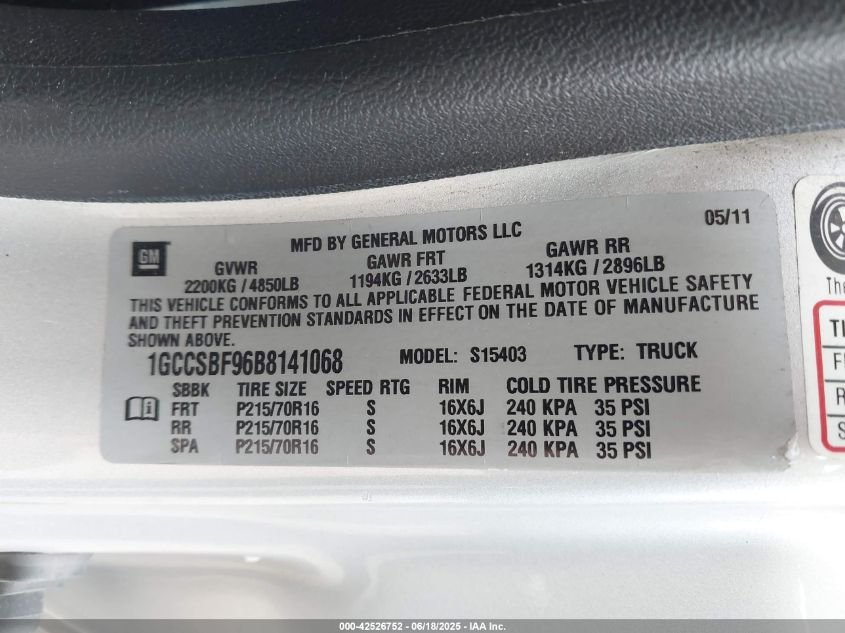 05/11
GM
MFD BY GENERAL MOTORS LLC
GVWR GAWR FRT GAWR RR
2200KG / 4850LB 1194KG / 2633LB 1314KG / 2896LB
THIS VEHICLE CONFORMS TO ALL APPLICABLE FEDERAL MOTOR VEHICLE SAFETY
AND THEFT PREVENTION STANDARDS IN EFFECT ON THE DATE OF MANUFACTURE
SHOWN ABOVE.
1GCCSBF96B8141068 MODEL: S15403 TYPE: TRUCK
SBBK TIRE SIZE SPEED RTG RIM COLD TIRE PRESSURE
FRT P215/70R16 S 16X6J 240 KPA 35 PSI
RR P215/70R16 S 16X6J 240 KPA 35 PSI
SPA P215/70R16 S 16X6J 240 KPA 35 PSI
The
000-42526752 - 06/18/2025 - IAA Inc.